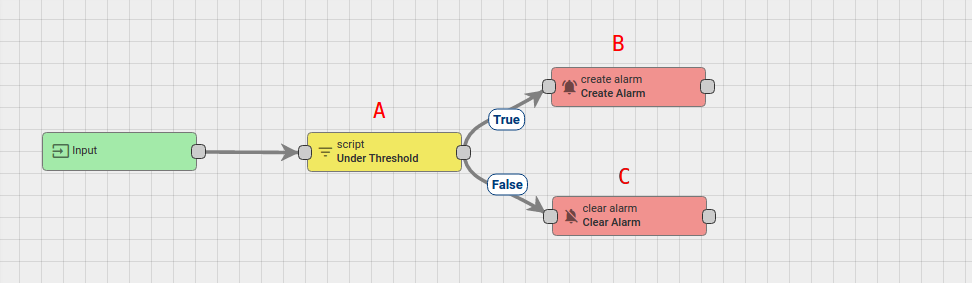 B
create alarm
Create Alarm
A
True
Input
script
Under Threshold
False
C
clear alarm
Clear Alarm